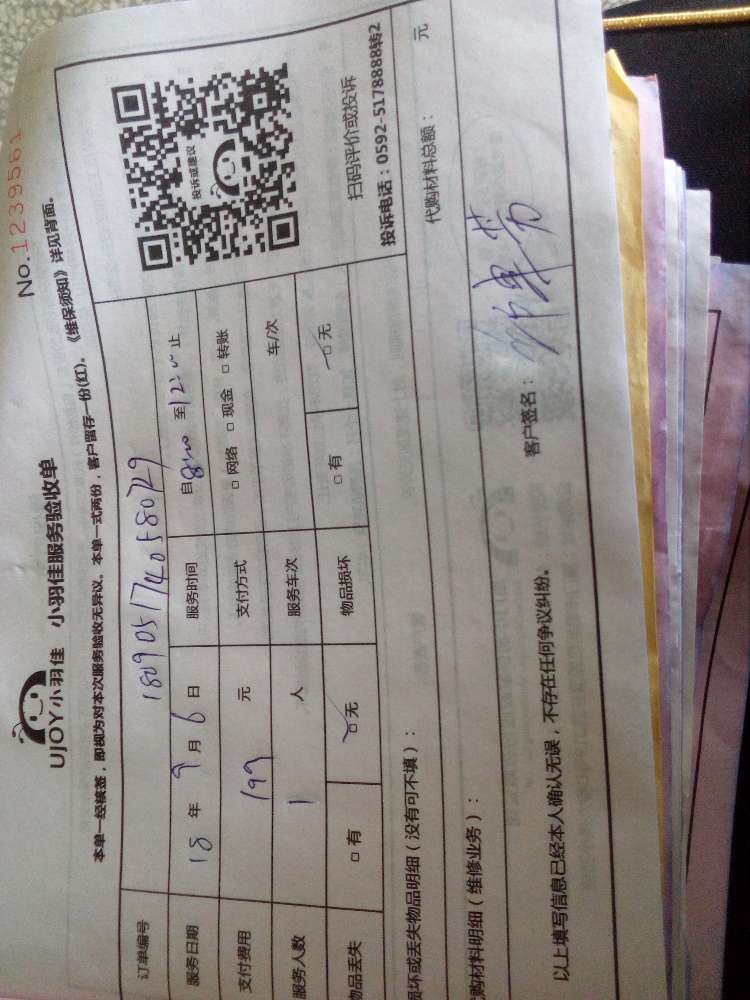 No.1239561
UJOY小羽佳 小羽佳服务验收单
本单一经核签，即视为对本次服务验收无异议。本单一式两份，客户留存一份(红)。《维保须知》详见背面。
订单编号 1809051740580729
服务日期 18 年 9 月 6 日 服务时间 自 8:00 至 12:00 止
支付费用 199 元 支付方式 □ 网络 □ 现金 □ 转账
服务人数 1 人 服务车次 车/次
物品丢失 □ 有 □ 无 物品损坏 □ 有 □ 无
投诉或建议
扫码评价或投诉
投诉电话：0592-5178888转2
损坏或丢失物品明细（没有可不填）：
代购材料总额： 元
购材料明细（维修业务）：
客户签名：
以上填写信息已经本人确认无误，不存在任何争议纠纷。